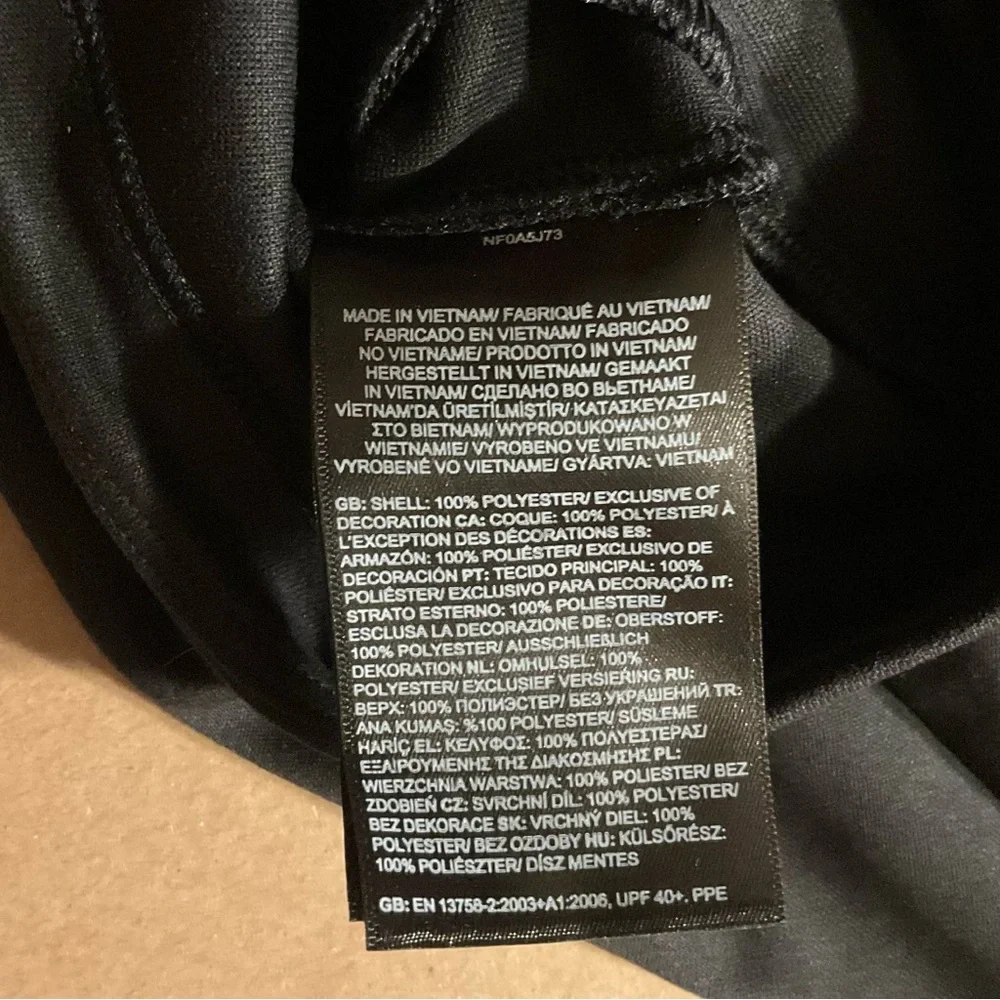 NF0A5J73
MADE IN VIETNAM/ FABRIQUÉ AU VIETNAM/
FABRICADO EN VIETNAM/ FABRICADO
NO VIETNAME/ PRODOTTO IN VIETNAM/
HERGESTELLT IN VIETNAM/ GEMAAKT
IN VIETNAM/ СДЕЛАНО ВО ВЬЕТНАМЕ/
VİETNAM'DA ÜRETİLMİŞTİR/ ΚΑΤΑΣΚΕΥΑΖΕΤΑΙ
ΣΤΟ ΒΙΕΤΝΑΜ/ WYPRODUKOWANO W
WIETNAMIE/ VYROBENO VE VIETNAMU/
VYROBENÉ VO VIETNAME/ GYÁRTVA: VIETNAM
GB: SHELL: 100% POLYESTER/ EXCLUSIVE OF
DECORATION CA: COQUE: 100% POLYESTER/ À
L'EXCEPTION DES DÉCORATIONS ES:
ARMAZÓN: 100% POLIÉSTER/ EXCLUSIVO DE
DECORACIÓN PT: TECIDO PRINCIPAL: 100%
POLIÉSTER/ EXCLUSIVO PARA DECORAÇÃO IT:
STRATO ESTERNO: 100% POLIESTERE/
ESCLUSA LA DECORAZIONE DE: OBERSTOFF:
100% POLYESTER/ AUSSCHLIEßLICH
DEKORATION NL: OMHULSEL: 100%
POLYESTER/ EXCLUSIEF VERSIERING RU:
ВЕРХ: 100% ПОЛИЭСТЕР/ БЕЗ УКРАШЕНИЙ TR:
ANA KUMAŞ: %100 POLYESTER/ SÜSLEME
HARİÇ EL: ΚΕΛΥΦΟΣ: 100% ΠΟΛΥΕΣΤΕΡΑΣ/
ΕΞΑΙΡΟΥΜΕΝΗΣ ΤΗΣ ΔΙΑΚΟΣΜΗΣΗΣ PL:
WIERZCHNIA WARSTWA: 100% POLIESTER/ BEZ
ZDOBIEŃ CZ: SVRCHNÍ DÍL: 100% POLYESTER/
BEZ DEKORACE SK: VRCHNÝ DIEL: 100%
POLYESTER/ BEZ OZDOBY HU: KÜLSŐRÉSZ:
100% POLIÉSZTER/ DÍSZ MENTES
GB: EN 13758-2:2003+A1:2006, UPF 40+, PPE